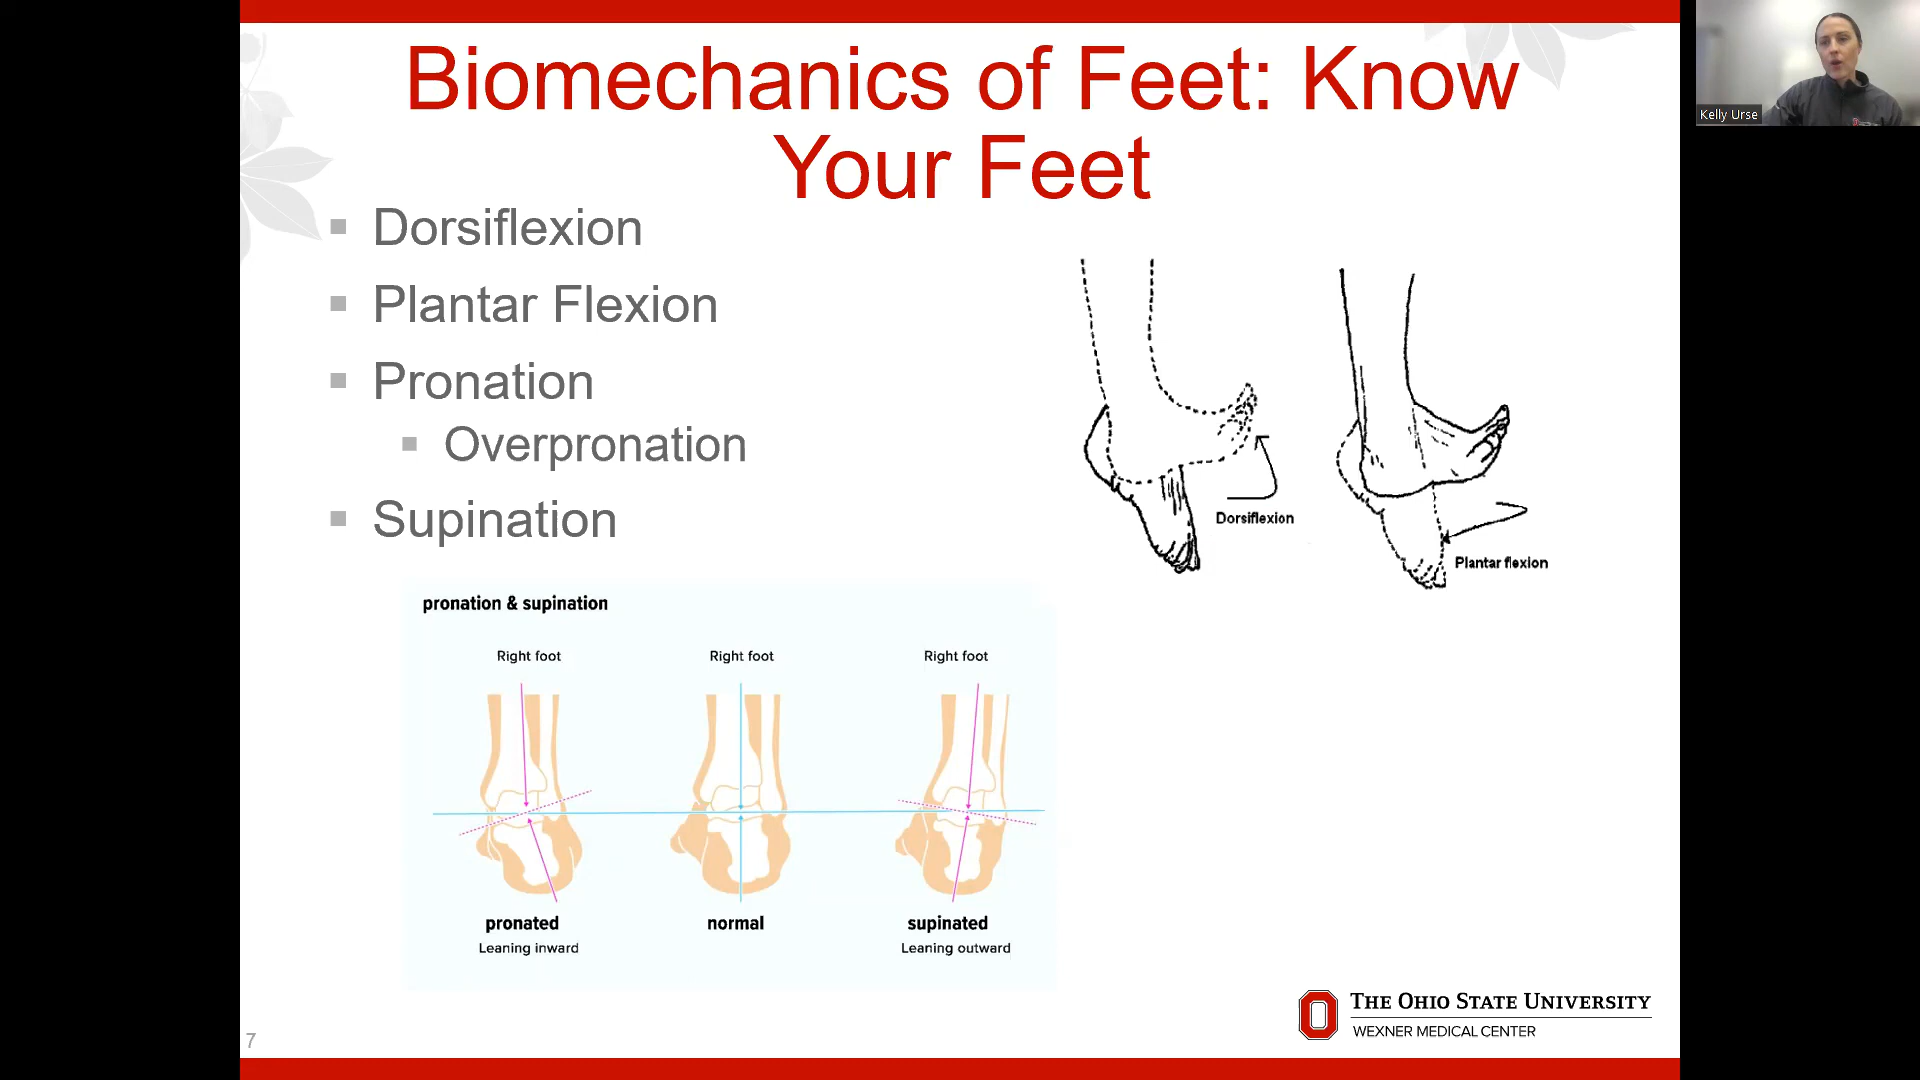 Biomechanics of Feet: Know
Your Feet
Dorsiflexion
Plantar Flexion
Pronation
Overpronation
Supination
Dorsiflexion
Plantar flexion
pronation & supination
Right foot
Right foot
Right foot
pronated
Leaning inward
normal
supinated
Leaning outward
THE OHIO STATE UNIVERSITY
WEXNER MEDICAL CENTER
7
Kelly Urse